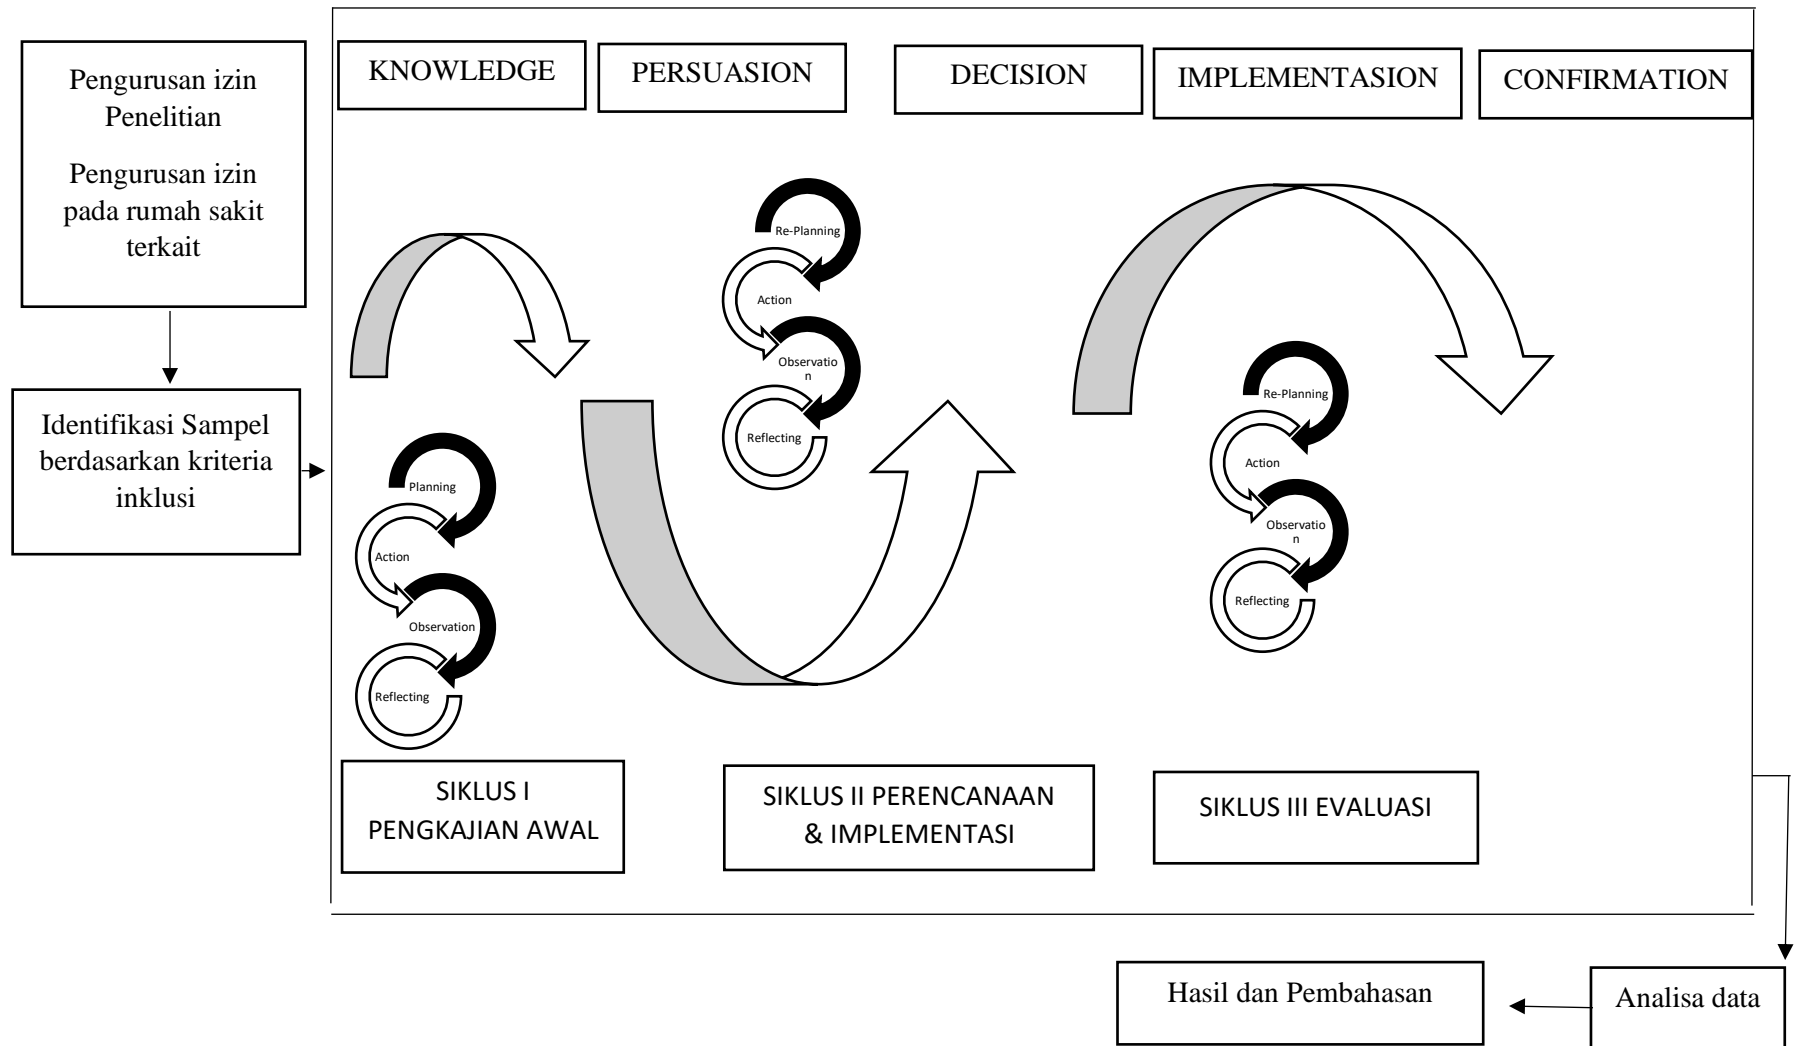 Pengurusan izin
Penelitian
Pengurusan izin
pada rumah sakit
terkait
Identifikasi Sampel
berdasarkan kriteria
inklusi
KNOWLEDGE
PERSUASION
DECISION
IMPLEMENTASION
CONFIRMATION
Planning
Action
Observation
Reflecting
Re-Planning
Action
Observatio
n
Reflecting
Re-Planning
Action
Observatio
n
Reflecting
SIKLUS I
PENGKAJIAN AWAL
SIKLUS II PERENCANAAN
& IMPLEMENTASI
SIKLUS III EVALUASI
Hasil dan Pembahasan
Analisa data